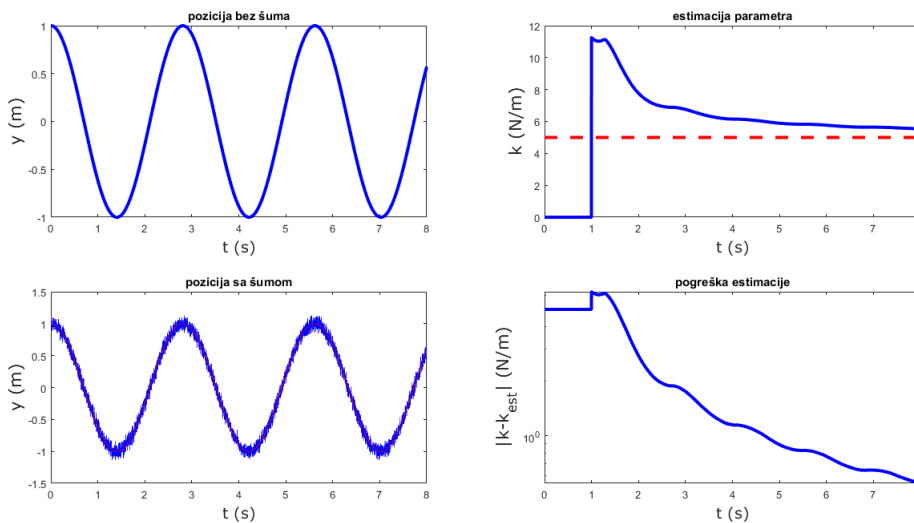 pozicija bez šuma
1
0.5
0
-0.5
-1
y (m)
0 1 2 3 4 5 6 7 8
t (s)
estimacija parametra
12
10
8
6
4
2
0
k (N/m)
0 1 2 3 4 5 6 7
t (s)
pozicija sa šumom
1.5
1
0.5
0
-0.5
-1
-1.5
y (m)
0 1 2 3 4 5 6 7 8
t (s)
pogreška estimacije
10⁰
|k-k_est| (N/m)
0 1 2 3 4 5 6 7
t (s)